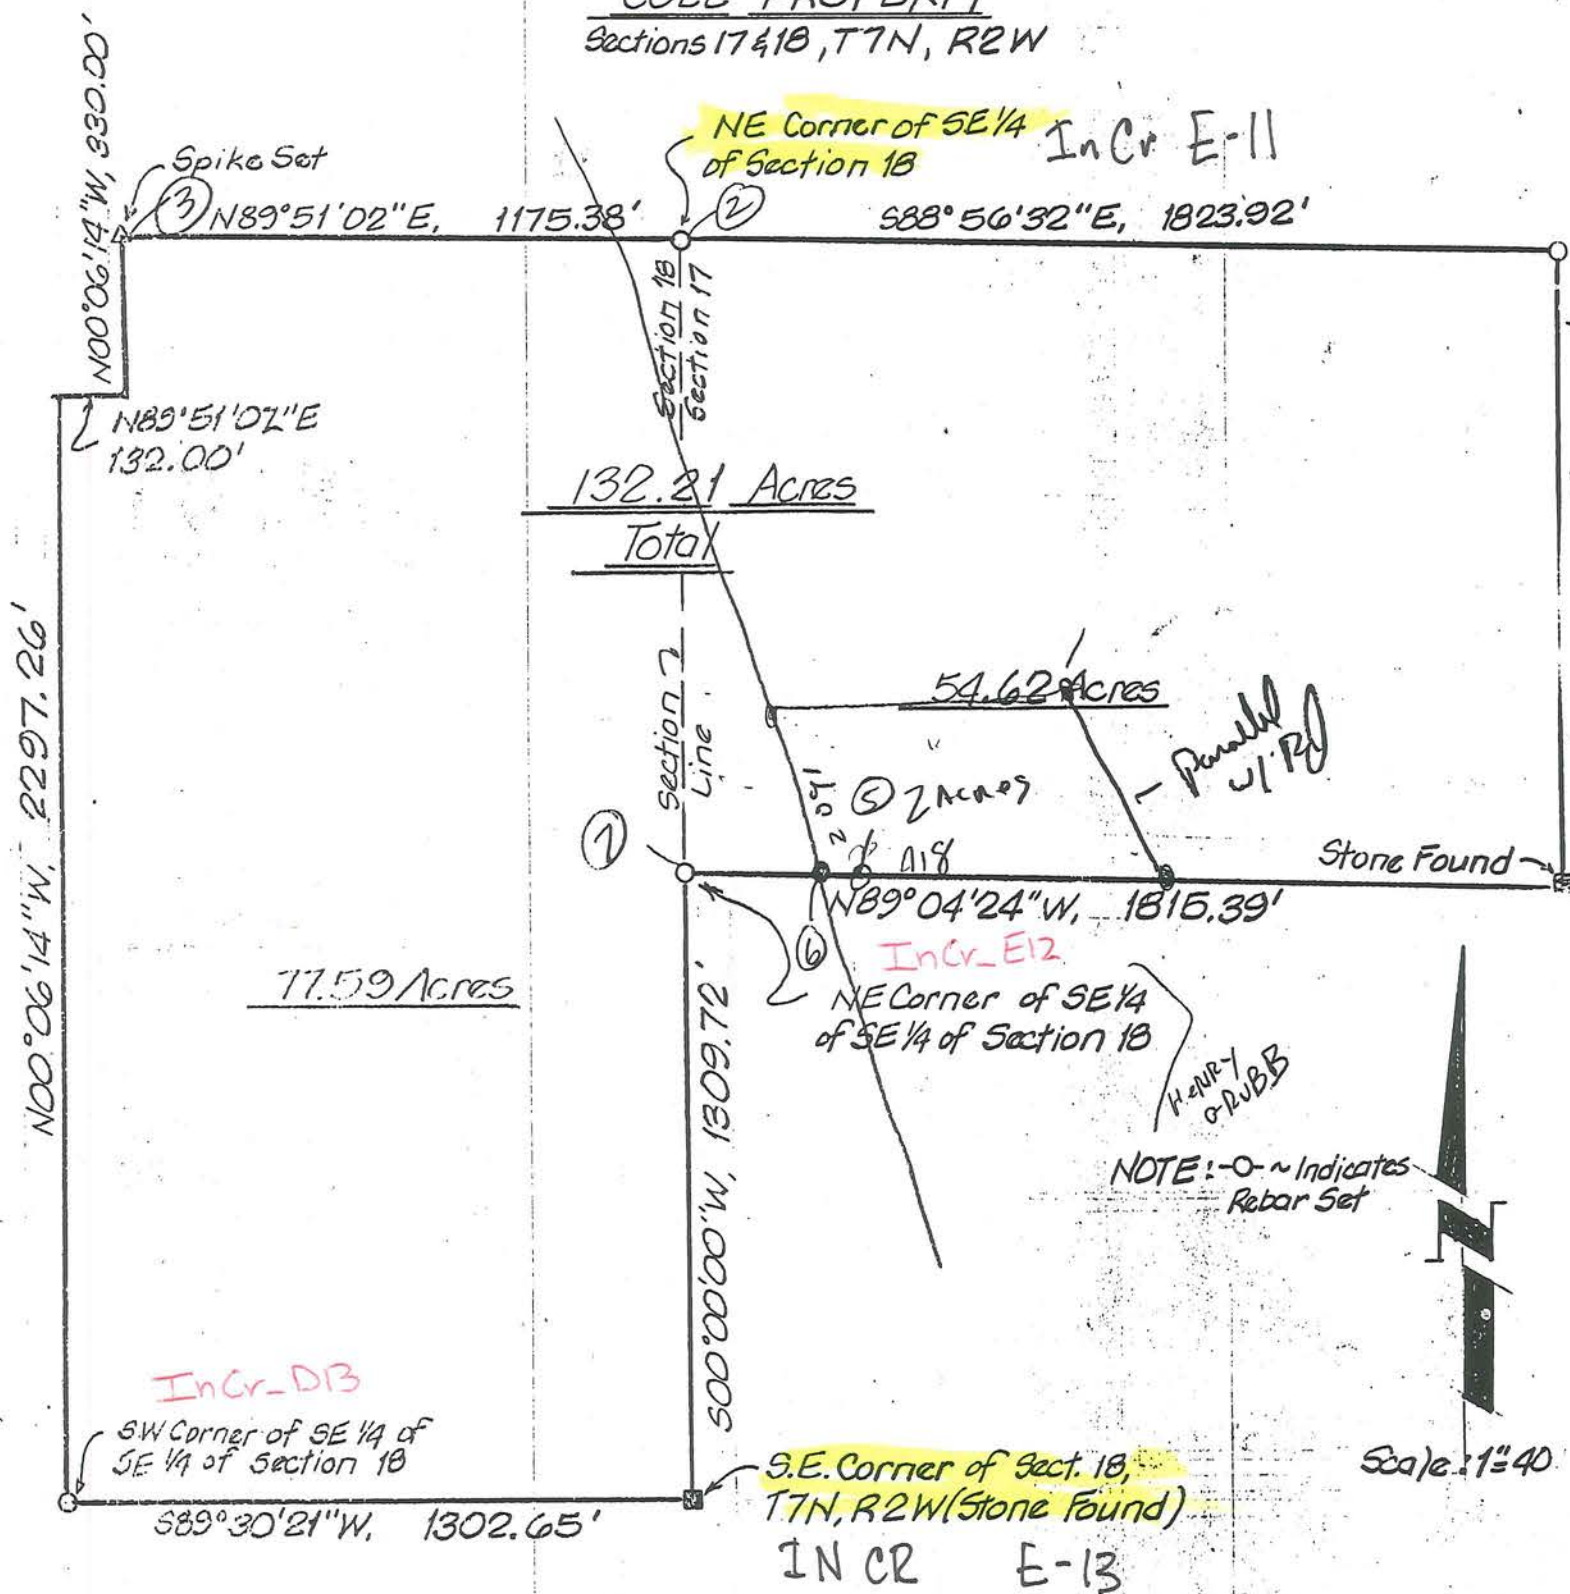 PROPERTY
Sections 17 & 18, T7N, R2W
NE Corner of SE 1/4
of Section 18
InCr E-11
Spike Set
③
N89°51'02"E, 1175.38'
②
S88°56'32"E, 1823.92'
N00°06'14"W, 330.00'
Section 18
Section 17
N89°51'02"E
132.00'
132.21 Acres
Total
N00°06'14"W, 2297.26'
Section
Line
54.62 Acres
Parallel
w/ Rd
⑤ 2 Acres
Stone Found
N89°04'24"W, 1815.39'
⑥
InCr_E12
NE Corner of SE 1/4
of SE 1/4 of Section 18
77.59 Acres
S00°00'00"W, 1309.72'
HENRY
GRUBB
NOTE: -O- ~ Indicates
Rebar Set
InCr_D13
S.W. Corner of SE 1/4 of
SE 1/4 of Section 18
S89°30'21"W, 1302.65'
S.E. Corner of Sect. 18,
T7N, R2W (Stone Found)
IN CR E-13
Scale: 1"=40